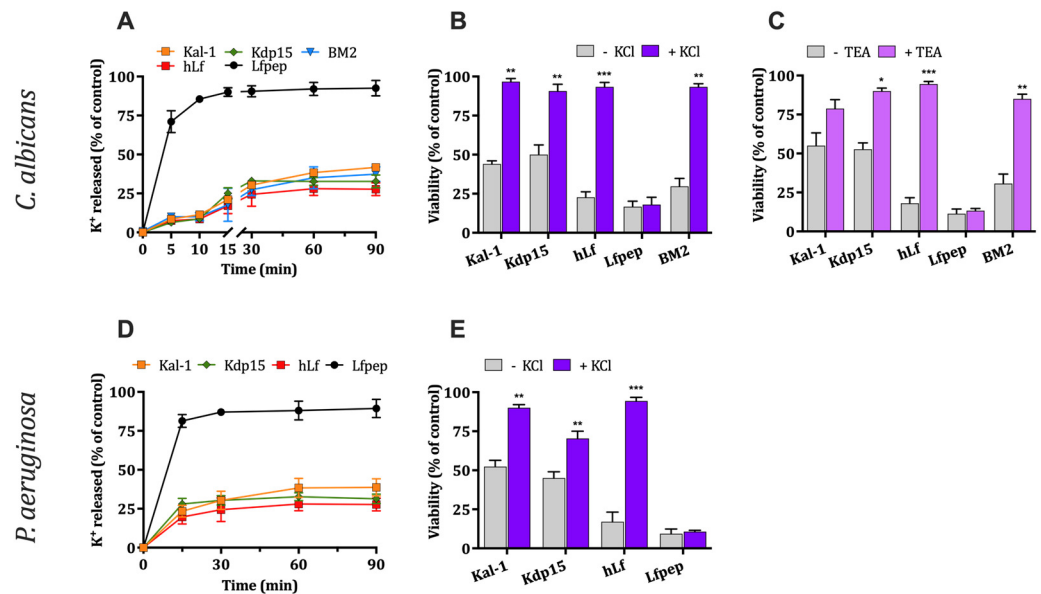 A
Kal-1 Kdp15 BM2
hLf Lfpep
C. albicans
K+ released (% of control)
100
75
50
25
0
0 5 10 15 30 60 90
Time (min)
B
- KCl + KCl
Viability (% of control)
100
75
50
25
0
** ** *** **
Kal-1 Kdp15 hLf Lfpep BM2
C
- TEA + TEA
Viability (% of control)
100
75
50
25
0
* *** **
Kal-1 Kdp15 hLf Lfpep BM2
D
Kal-1 Kdp15 hLf Lfpep
P. aeruginosa
K+ released (% of control)
100
75
50
25
0
0 30 60 90
Time (min)
E
- KCl + KCl
Viability (% of control)
100
75
50
25
0
** ** ***
Kal-1 Kdp15 hLf Lfpep